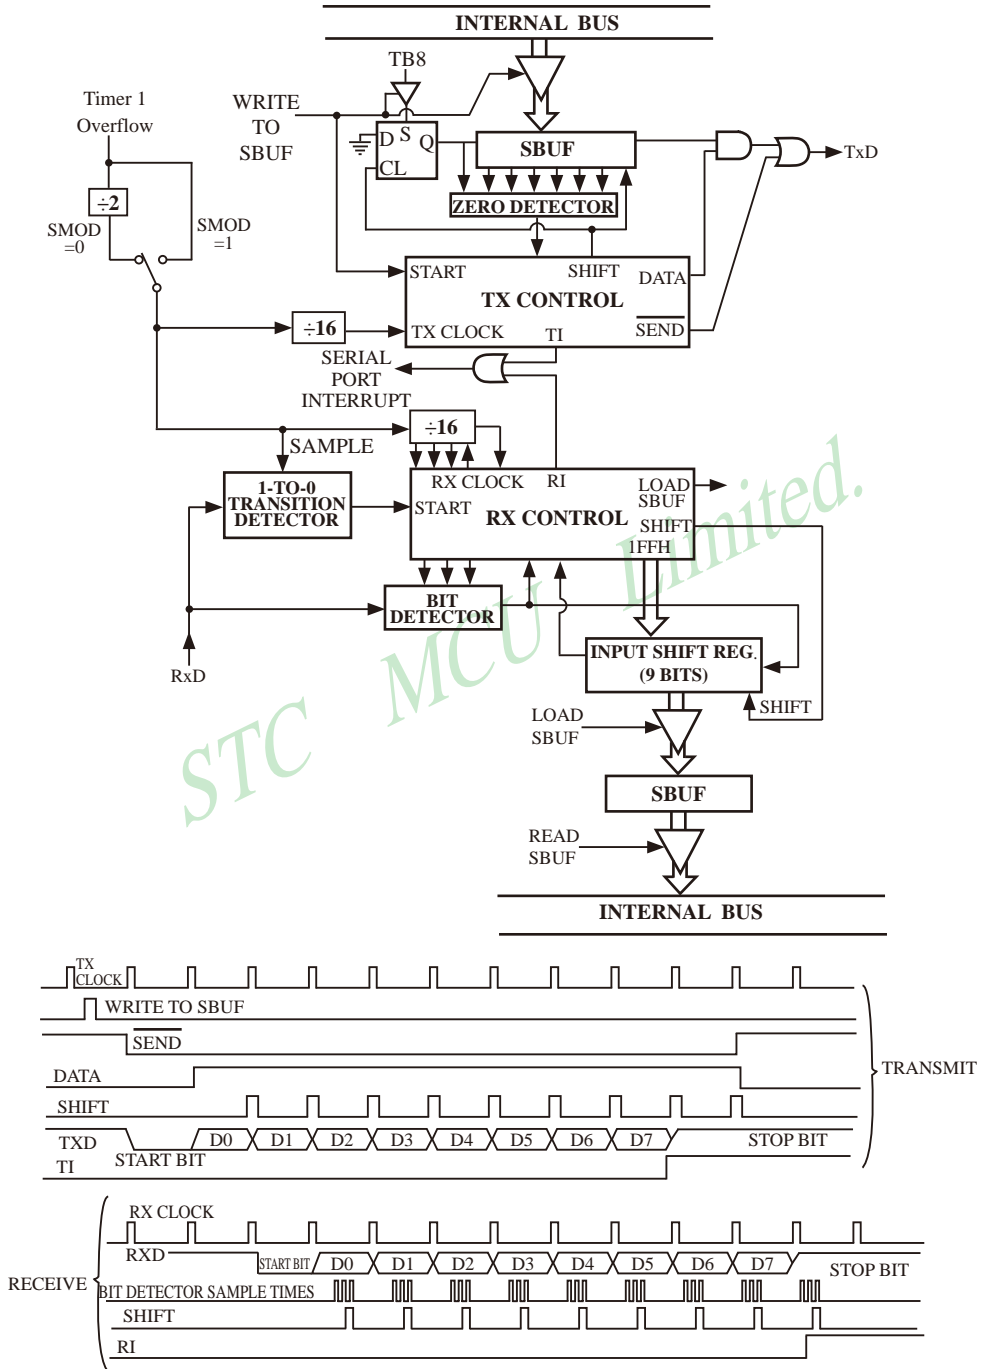 INTERNAL BUS
TB8
WRITE
TO
SBUF
Timer 1
Overflow
D S Q
CL
SBUF
TxD
÷2
ZERO DETECTOR
SMOD
=0
SMOD
=1
START
SHIFT
DATA
TX CONTROL
÷16
TX CLOCK
TI
SEND
SERIAL
PORT
INTERRUPT
÷16
SAMPLE
1-TO-0
TRANSITION
DETECTOR
RX CLOCK
RI
LOAD
SBUF
START
RX CONTROL
SHIFT
1FFH
BIT
DETECTOR
RxD
INPUT SHIFT REG.
(9 BITS)
SHIFT
LOAD
SBUF
SBUF
READ
SBUF
INTERNAL BUS
STC MCU Limited.
TX
CLOCK
WRITE TO SBUF
SEND
DATA
TRANSMIT
SHIFT
TXD
START BIT
D0 D1 D2 D3 D4 D5 D6 D7
STOP BIT
TI
RX CLOCK
RXD
START BIT
D0 D1 D2 D3 D4 D5 D6 D7
STOP BIT
RECEIVE
BIT DETECTOR SAMPLE TIMES
SHIFT
RI